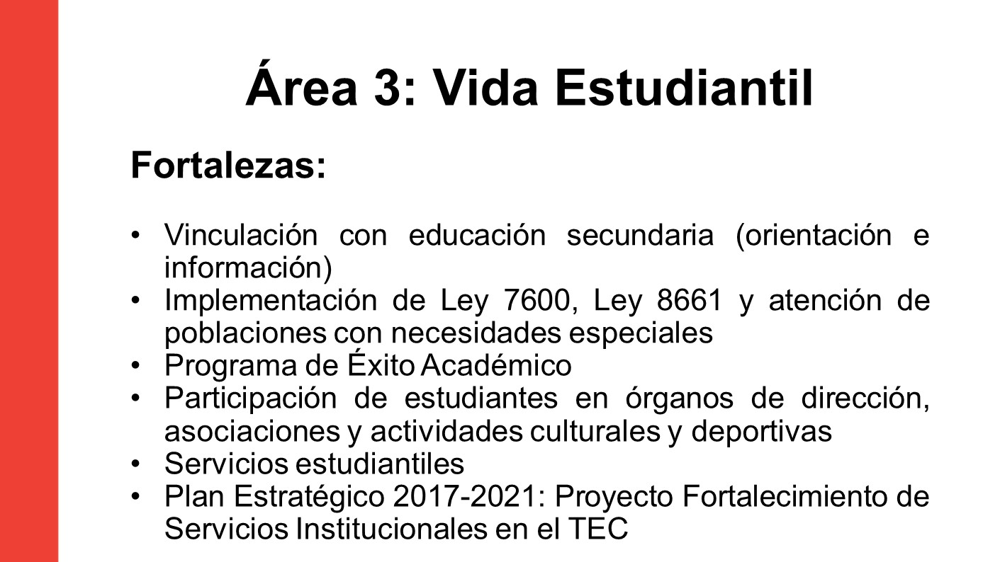 Área 3: Vida Estudiantil
Fortalezas:
• Vinculación con educación secundaria (orientación e
información)
• Implementación de Ley 7600, Ley 8661 y atención de
poblaciones con necesidades especiales
• Programa de Éxito Académico
• Participación de estudiantes en órganos de dirección,
asociaciones y actividades culturales y deportivas
• Servicios estudiantiles
• Plan Estratégico 2017-2021: Proyecto Fortalecimiento de
Servicios Institucionales en el TEC